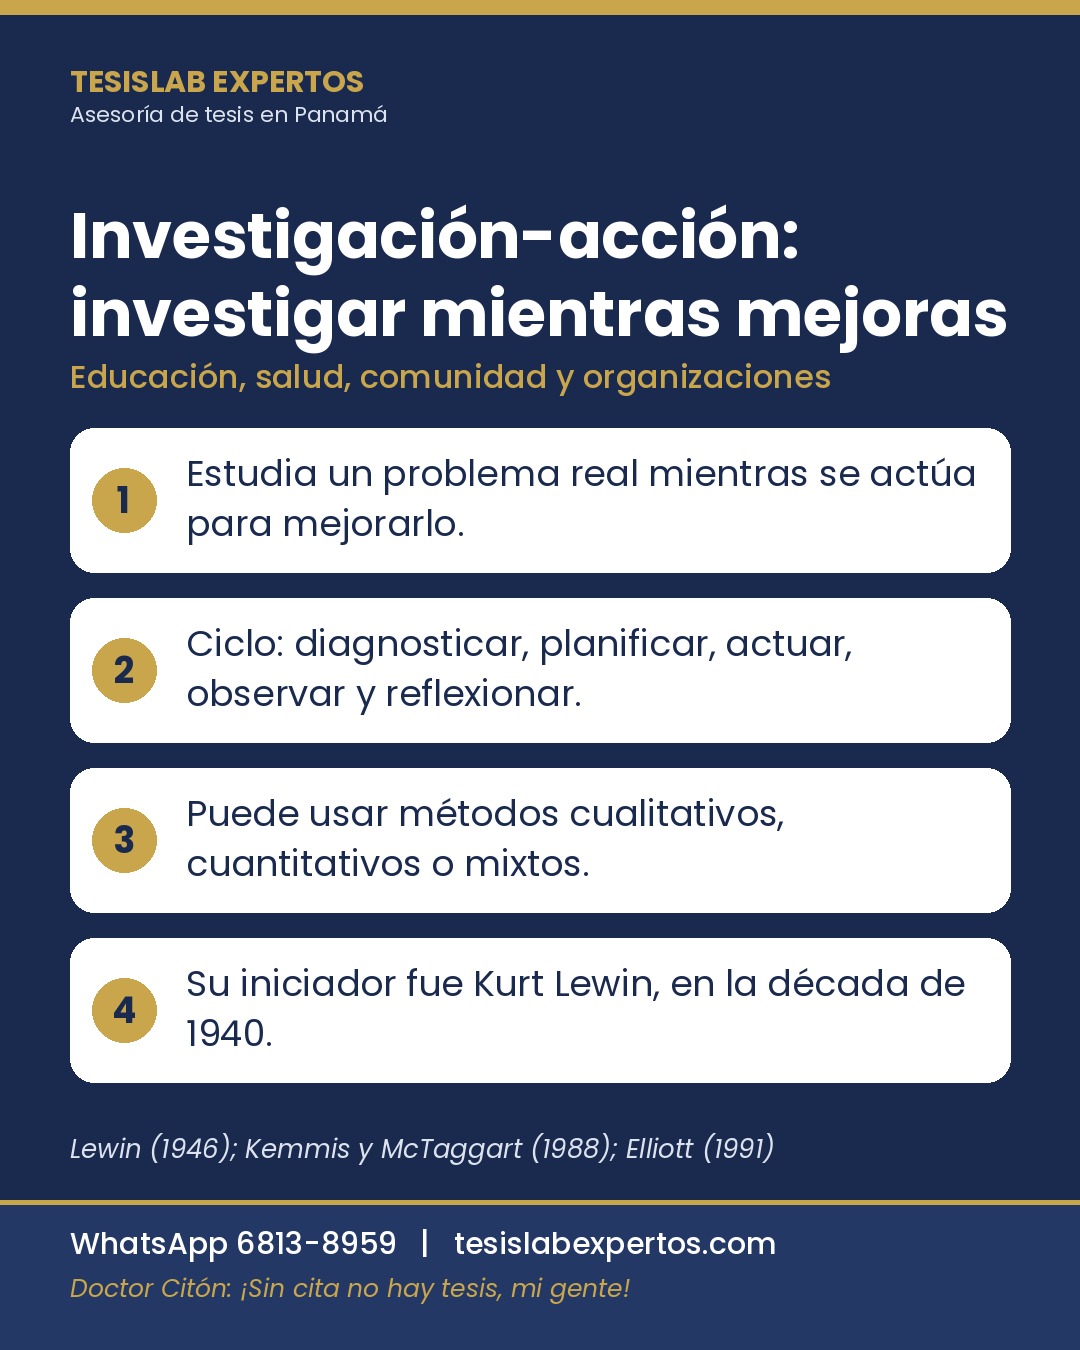 TESISLAB EXPERTOS
Asesoría de tesis en Panamá
Investigación-acción:
investigar mientras mejoras
Educación, salud, comunidad y organizaciones
1
Estudia un problema real mientras se actúa
para mejorarlo.
2
Ciclo: diagnosticar, planificar, actuar,
observar y reflexionar.
3
Puede usar métodos cualitativos,
cuantitativos o mixtos.
4
Su iniciador fue Kurt Lewin, en la década de
1940.
Lewin (1946); Kemmis y McTaggart (1988); Elliott (1991)
WhatsApp 6813-8959 | tesislabexpertos.com
Doctor Citón: ¡Sin cita no hay tesis, mi gente!